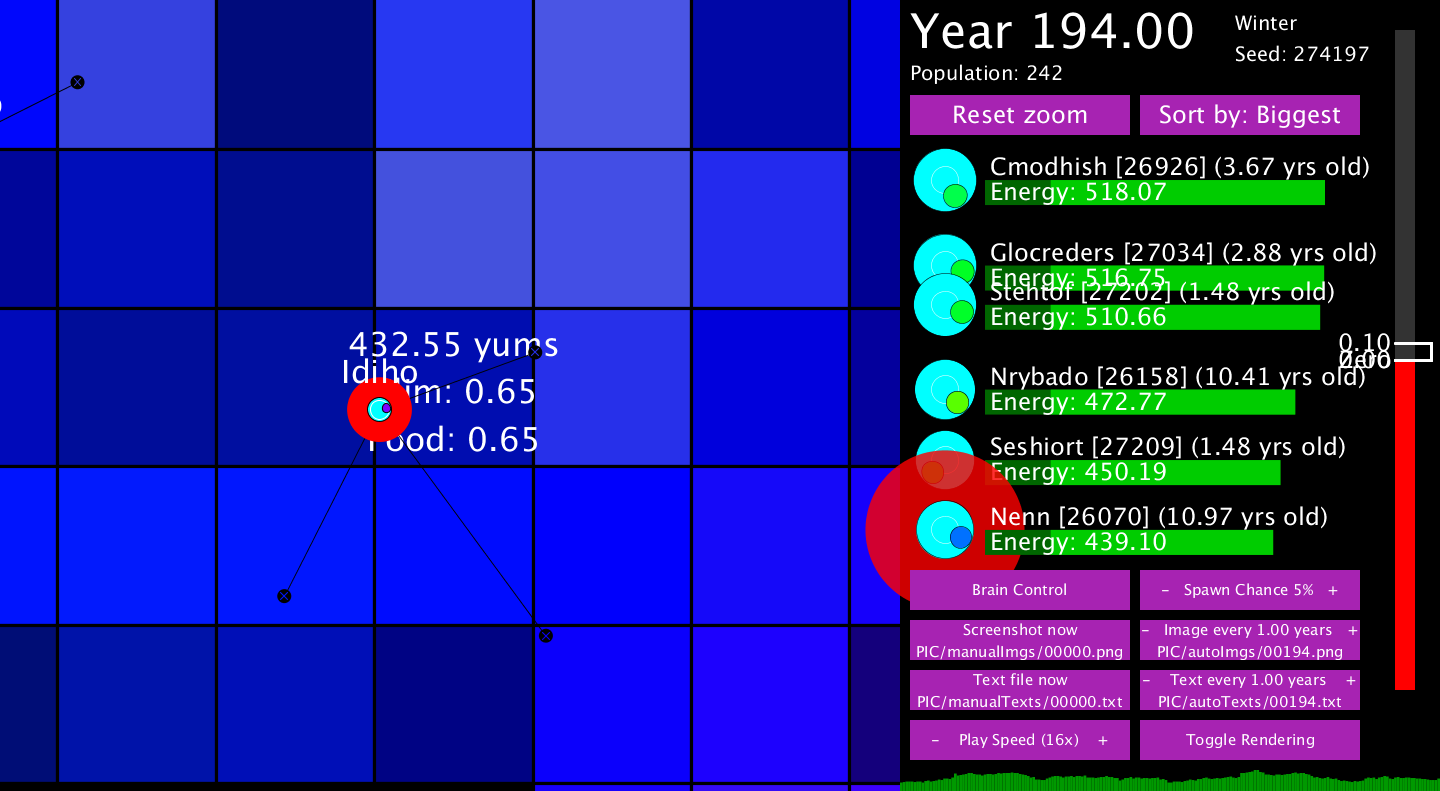 432.55 yums
Idiho
im: 0.65
Food: 0.65
Year 194.00
Winter
Seed: 274197
Population: 242
Reset zoom
Sort by: Biggest
Cmodhish [26926] (3.67 yrs old)
Energy: 518.07
Glocreders [27034] (2.88 yrs old)
Energy: 516.75
Stentof [27202] (1.48 yrs old)
Energy: 510.66
0.10
Nrybado [26158] (10.41 yrs old)
Energy: 472.77
Seshiort [27209] (1.48 yrs old)
Energy: 450.19
Nenn [26070] (10.97 yrs old)
Energy: 439.10
Brain Control
- Spawn Chance 5% +
Screenshot now
PIC/manualImgs/00000.png
- Image every 1.00 years +
PIC/autoImgs/00194.png
Text file now
PIC/manualTexts/00000.txt
- Text every 1.00 years +
PIC/autoTexts/00194.txt
- Play Speed (16x) +
Toggle Rendering